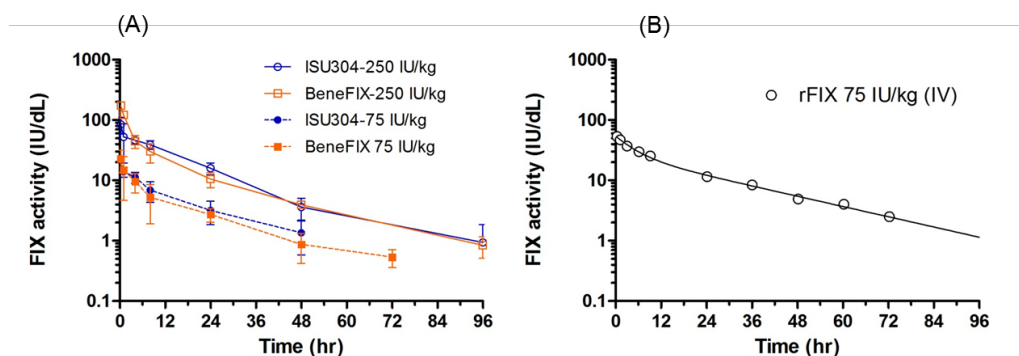 (A)
FIX activity (IU/dL)
1000
100
10
1
0.1
ISU304-250 IU/kg
BeneFIX-250 IU/kg
ISU304-75 IU/kg
BeneFIX 75 IU/kg
0 12 24 36 48 60 72 84 96
Time (hr)
(B)
FIX activity (IU/dL)
1000
100
10
1
0.1
rFIX 75 IU/kg (IV)
0 12 24 36 48 60 72 84 96
Time (hr)